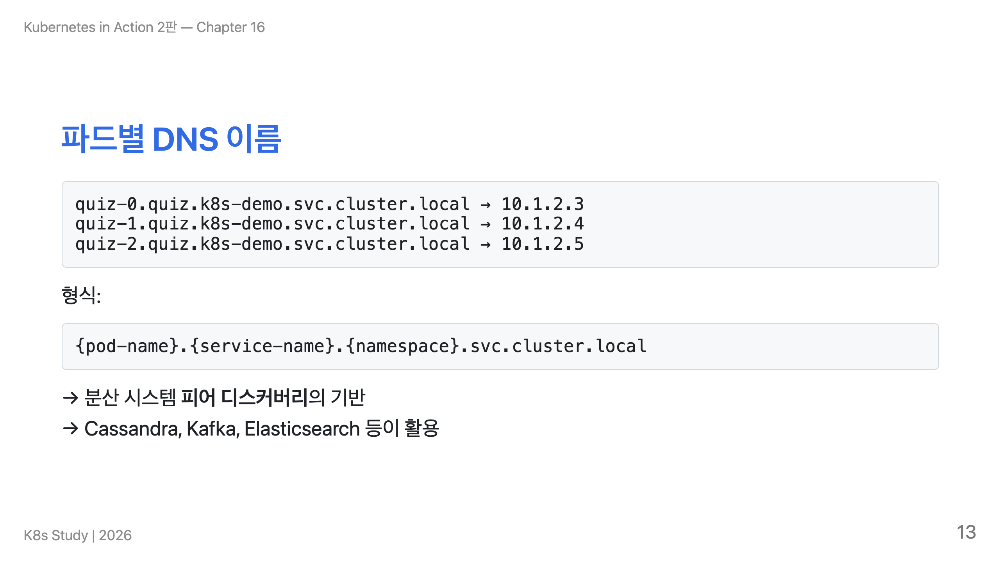 Kubernetes in Action 2판 — Chapter 16
파드별 DNS 이름
quiz-0.quiz.k8s-demo.svc.cluster.local → 10.1.2.3
quiz-1.quiz.k8s-demo.svc.cluster.local → 10.1.2.4
quiz-2.quiz.k8s-demo.svc.cluster.local → 10.1.2.5
형식:
{pod-name}.{service-name}.{namespace}.svc.cluster.local
→ 분산 시스템 피어 디스커버리의 기반
→ Cassandra, Kafka, Elasticsearch 등이 활용
K8s Study | 2026
13